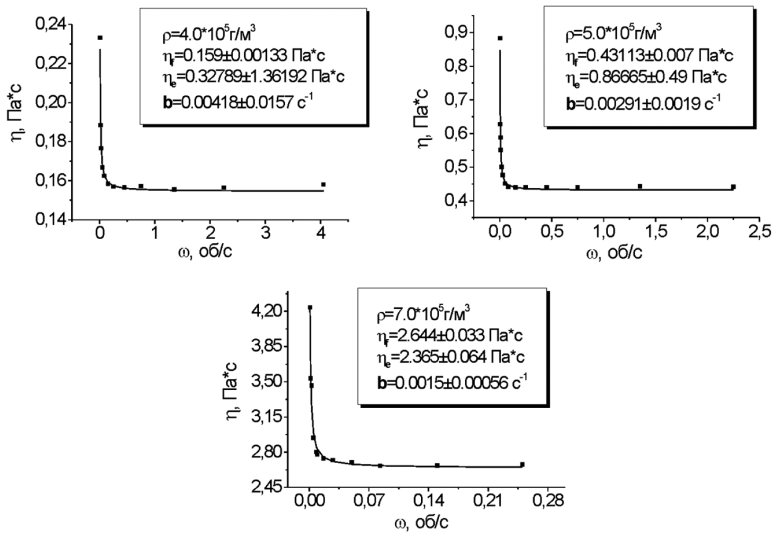 0,24
0,22
0,20
0,18
0,16
0,14
η, Па*с
0 1 2 3 4
ω, об/с
ρ=4.0*10⁵г/м³
ηf=0.159±0.00133 Па*с
ηe=0.32789±1.36192 Па*с
b=0.00418±0.0157 с⁻¹
0,9
0,8
0,7
0,6
0,5
0,4
η, Па*с
0,0 0,5 1,0 1,5 2,0 2,5
ω, об/с
ρ=5.0*10⁵г/м³
ηf=0.43113±0.007 Па*с
ηe=0.86665±0.49 Па*с
b=0.00291±0.0019 с⁻¹
4,20
3,85
3,50
3,15
2,80
2,45
η, Па*с
0,00 0,07 0,14 0,21 0,28
ω, об/с
ρ=7.0*10⁵г/м³
ηf=2.644±0.033 Па*с
ηe=2.365±0.064 Па*с
b=0.0015±0.00056 с⁻¹